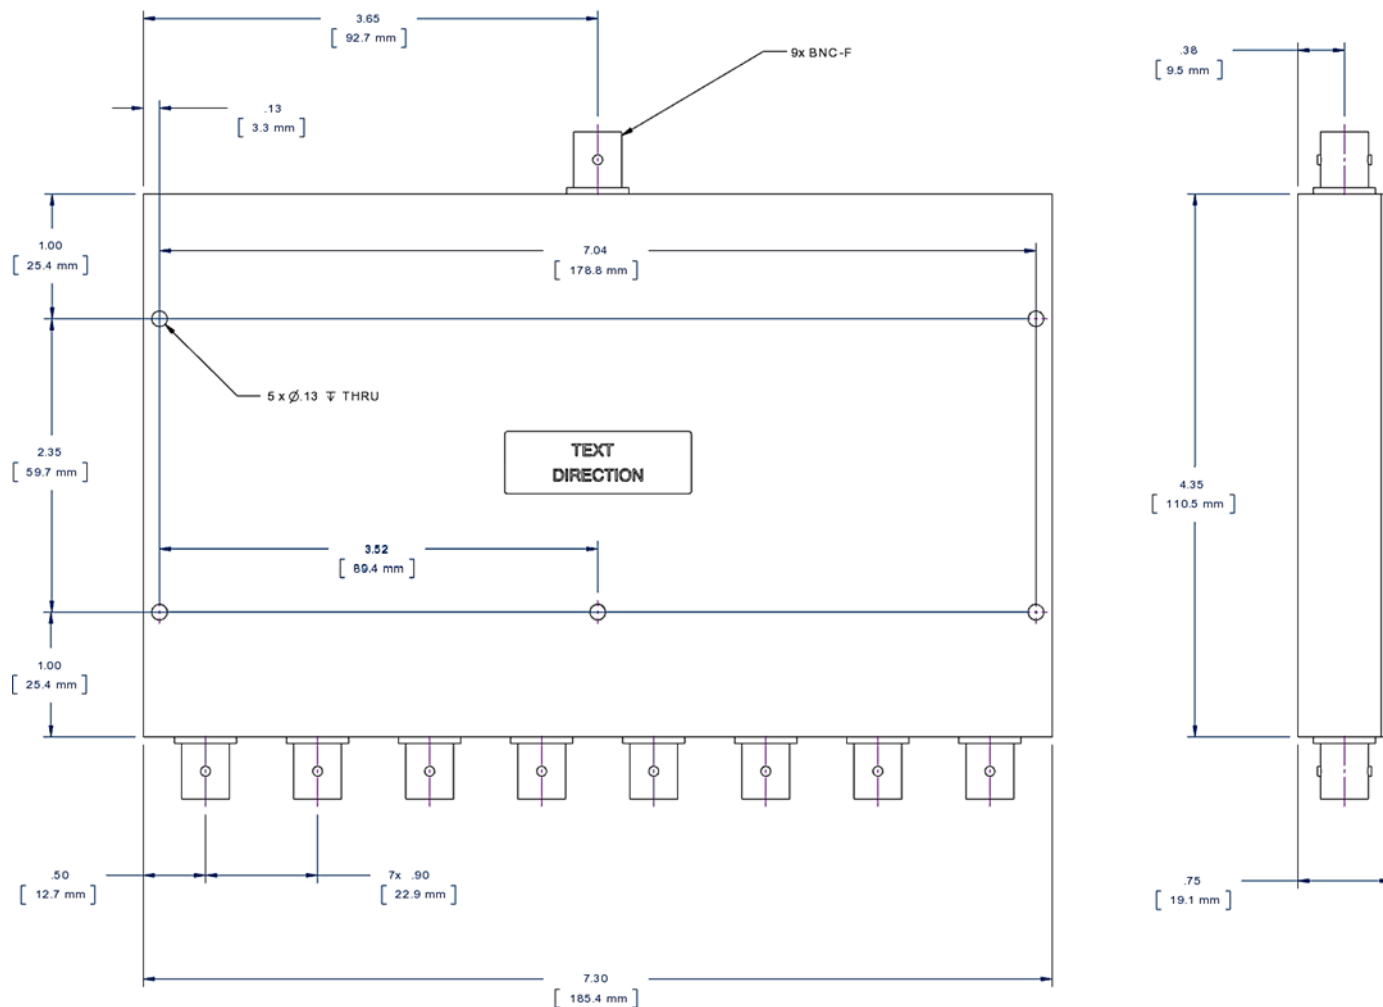 3.65
[ 92.7 mm ]
9x BNC-F
.38
[ 9.5 mm ]
.13
[ 3.3 mm ]
1.00
[ 25.4 mm ]
7.04
[ 178.8 mm ]
5 x Ø.13 ↧ THRU
2.35
[ 59.7 mm ]
TEXT
DIRECTION
4.35
[ 110.5 mm ]
3.52
[ 89.4 mm ]
1.00
[ 25.4 mm ]
.50
[ 12.7 mm ]
7x .90
[ 22.9 mm ]
.75
[ 19.1 mm ]
7.30
[ 185.4 mm ]